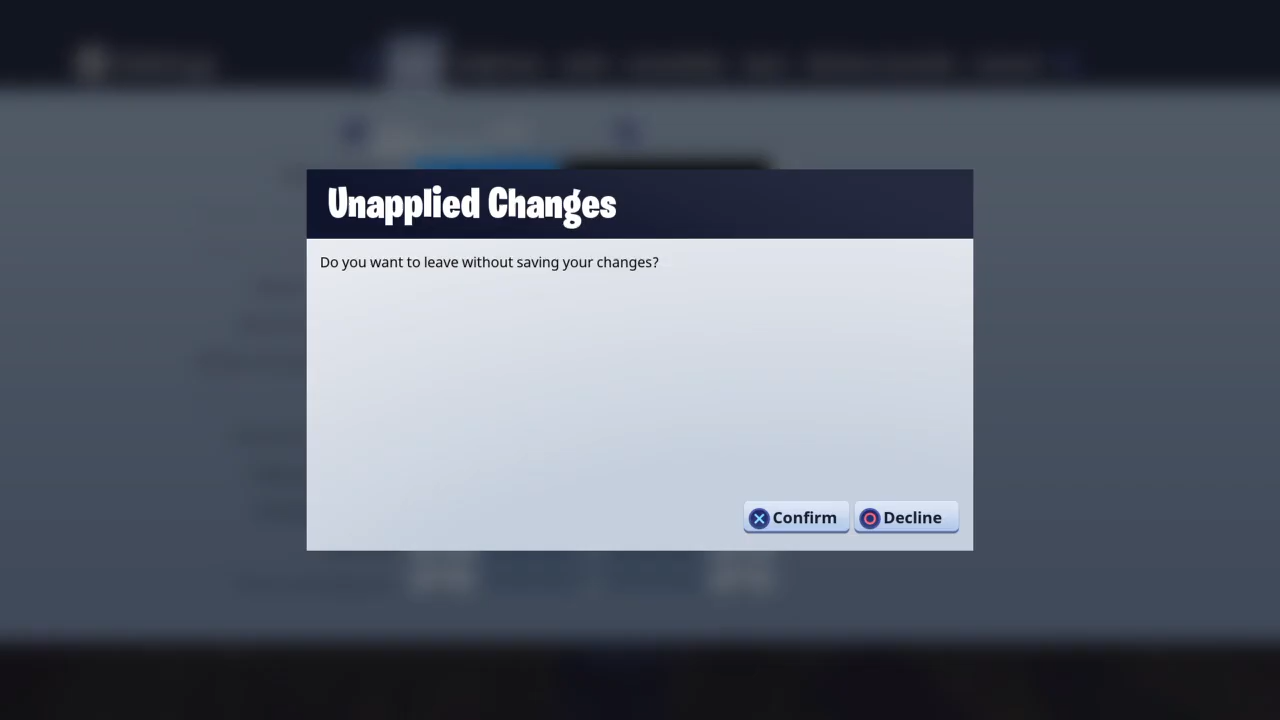 Unapplied Changes
Do you want to leave without saving your changes?
Confirm Decline